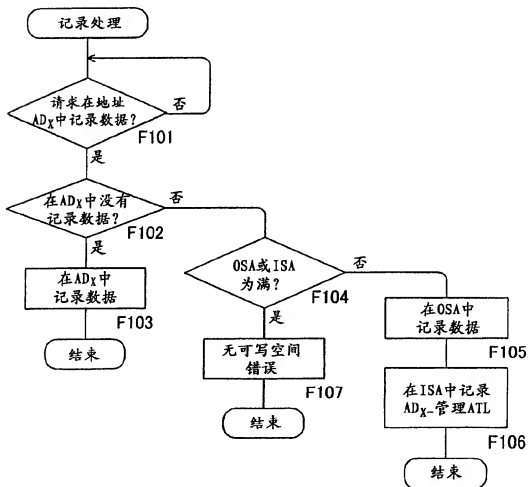 记录处理
请求在地址
ADX中记录数据?
否
F101
是
在ADX中没有
记录数据?
否
F102
是
在ADX中
记录数据
F103
结束
OSA或ISA
为满?
否
F104
是
无可写空间
错误
F107
结束
在OSA中
记录数据
F105
在ISA中记录
ADX-管理ATL
F106
结束